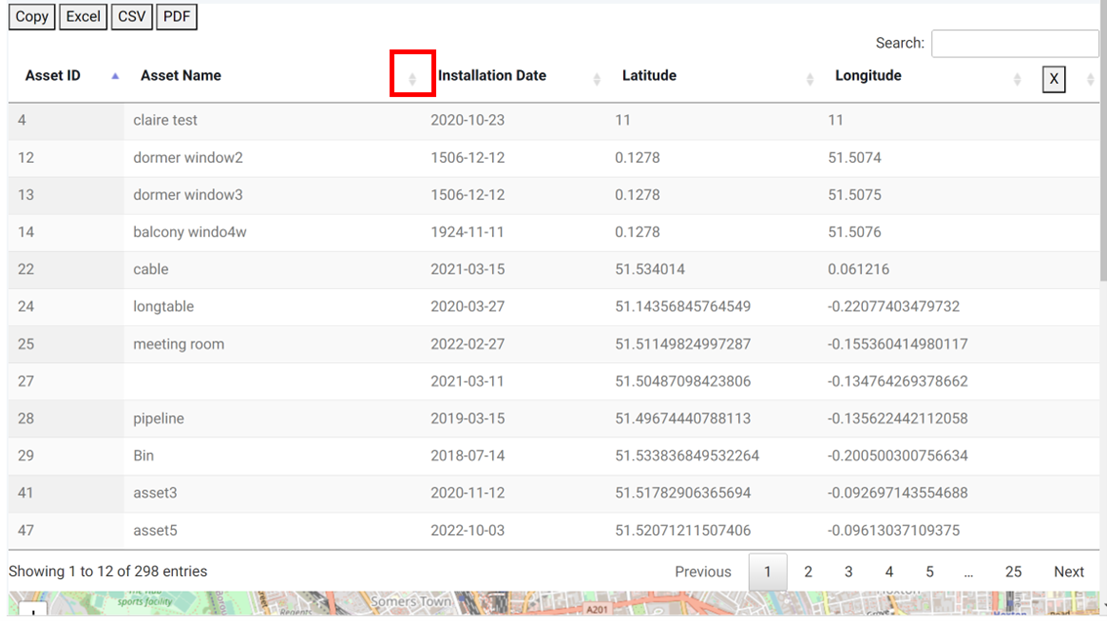 Copy Excel CSV PDF
Search:
Asset ID Asset Name Installation Date Latitude Longitude X
4 claire test 2020-10-23 11 11
12 dormer window2 1506-12-12 0.1278 51.5074
13 dormer window3 1506-12-12 0.1278 51.5075
14 balcony windo4w 1924-11-11 0.1278 51.5076
22 cable 2021-03-15 51.534014 0.061216
24 longtable 2020-03-27 51.14356845764549 -0.22077403479732
25 meeting room 2022-02-27 51.51149824997287 -0.155360414980117
27 2021-03-11 51.50487098423806 -0.134764269378662
28 pipeline 2019-03-15 51.49674440788113 -0.135622442112058
29 Bin 2018-07-14 51.533836849532264 -0.200500300756634
41 asset3 2020-11-12 51.51782906365694 -0.092697143554688
47 asset5 2022-10-03 51.52071211507406 -0.09613037109375
Showing 1 to 12 of 298 entries Previous 1 2 3 4 5 ... 25 Next
sports facility Regents Somers Town A201